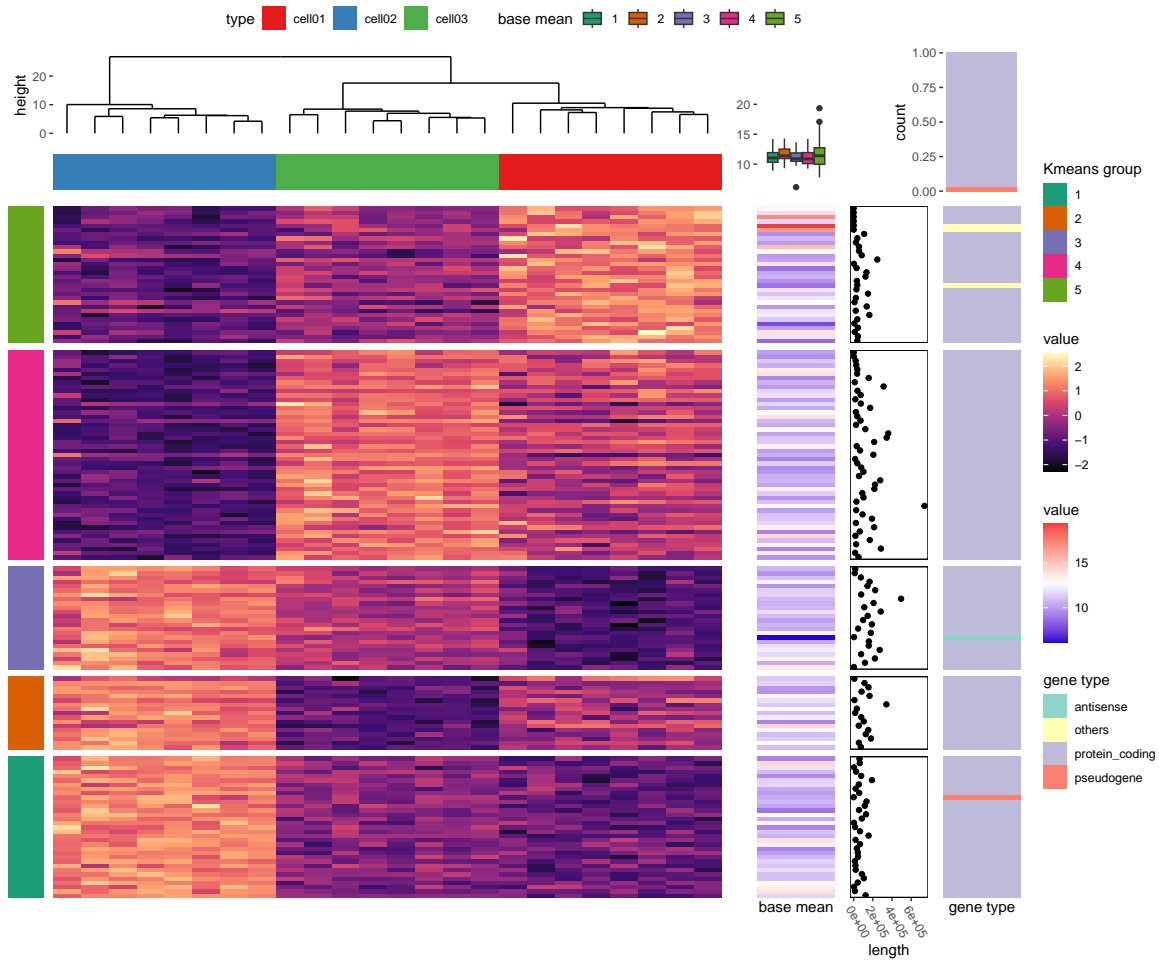 type cell01 cell02 cell03 base mean 1 2 3 4 5
height
20
10
0
20
15
10
count
1.00
0.75
0.50
0.25
0.00
Kmeans group
1
2
3
4
5
value
2
1
0
−1
−2
value
15
10
gene type
antisense
others
protein_coding
pseudogene
base mean
0e+00
2e+05
4e+05
6e+05
length
gene type